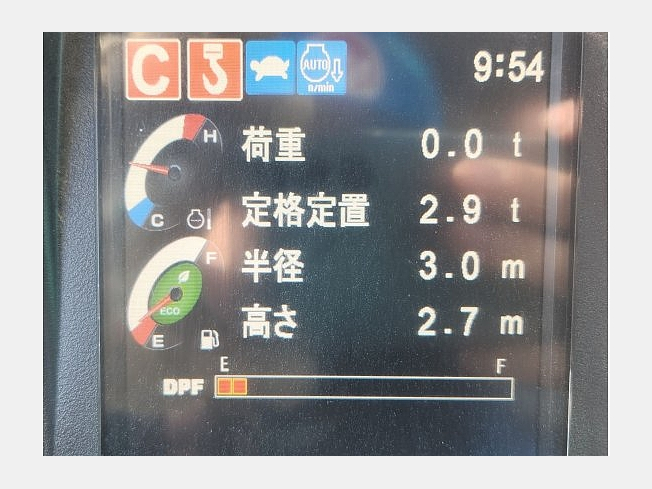 C AUTO n/min 9:54
H
荷重 0.0 t
C
定格定置 2.9 t
F
半径 3.0 m
ECO
高さ 2.7 m
E
E F
DPF